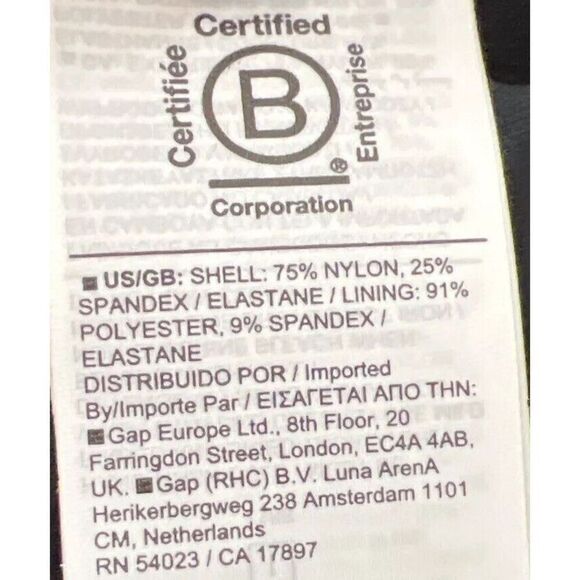 Certified
Certifiée
B
Entreprise
®
Corporation
US/GB: SHELL: 75% NYLON, 25%
SPANDEX / ELASTANE / LINING: 91%
POLYESTER, 9% SPANDEX /
ELASTANE
DISTRIBUIDO POR / Imported
By/Importe Par / ΕΙΣΑΓΕΤΑΙ ΑΠΟ ΤΗΝ:
Gap Europe Ltd., 8th Floor, 20
Farringdon Street, London, EC4A 4AB,
UK. Gap (RHC) B.V. Luna ArenA
Herikerbergweg 238 Amsterdam 1101
CM, Netherlands
RN 54023 / CA 17897